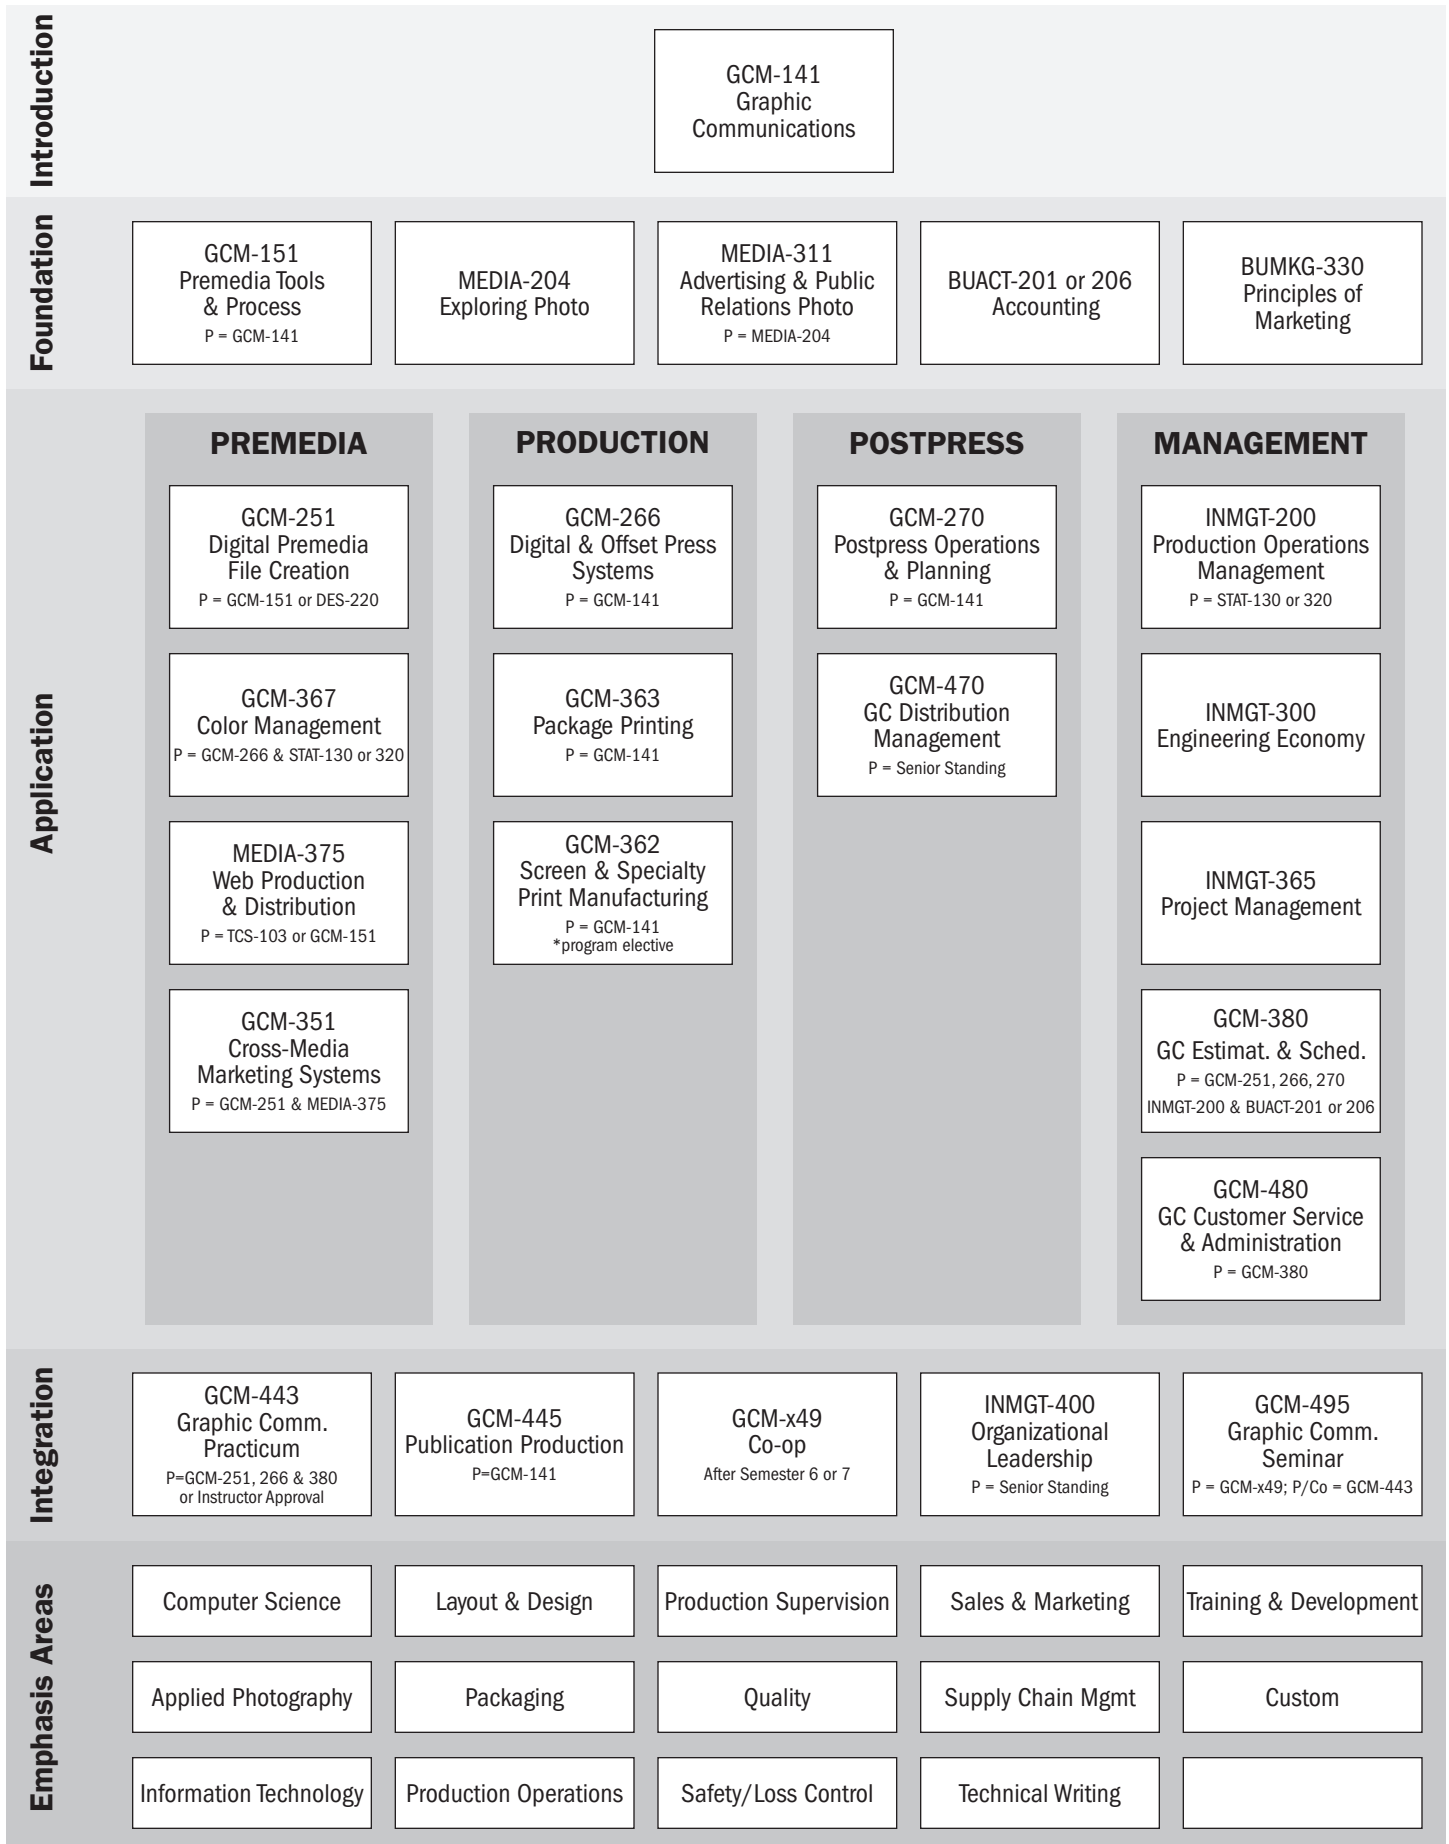 Introduction
GCM-141
Graphic
Communications
Foundation
GCM-151
Premedia Tools
& Process
P = GCM-141
MEDIA-204
Exploring Photo
MEDIA-311
Advertising & Public
Relations Photo
P = MEDIA-204
BUACT-201 or 206
Accounting
BUMKG-330
Principles of
Marketing
Application
PREMEDIA
GCM-251
Digital Premedia
File Creation
P = GCM-151 or DES-220
GCM-367
Color Management
P = GCM-266 & STAT-130 or 320
MEDIA-375
Web Production
& Distribution
P = TCS-103 or GCM-151
GCM-351
Cross-Media
Marketing Systems
P = GCM-251 & MEDIA-375
PRODUCTION
GCM-266
Digital & Offset Press
Systems
P = GCM-141
GCM-363
Package Printing
P = GCM-141
GCM-362
Screen & Specialty
Print Manufacturing
P = GCM-141
*program elective
POSTPRESS
GCM-270
Postpress Operations
& Planning
P = GCM-141
GCM-470
GC Distribution
Management
P = Senior Standing
MANAGEMENT
INMGT-200
Production Operations
Management
P = STAT-130 or 320
INMGT-300
Engineering Economy
INMGT-365
Project Management
GCM-380
GC Estimat. & Sched.
P = GCM-251, 266, 270
INMGT-200 & BUACT-201 or 206
GCM-480
GC Customer Service
& Administration
P = GCM-380
Integration
GCM-443
Graphic Comm.
Practicum
P=GCM-251, 266 & 380
or Instructor Approval
GCM-445
Publication Production
P=GCM-141
GCM-x49
Co-op
After Semester 6 or 7
INMGT-400
Organizational
Leadership
P = Senior Standing
GCM-495
Graphic Comm.
Seminar
P = GCM-x49; P/Co = GCM-443
Emphasis Areas
Computer Science
Layout & Design
Production Supervision
Sales & Marketing
Training & Development
Applied Photography
Packaging
Quality
Supply Chain Mgmt
Custom
Information Technology
Production Operations
Safety/Loss Control
Technical Writing